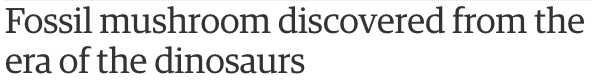 Fossil mushroom discovered from the
era of the dinosaurs